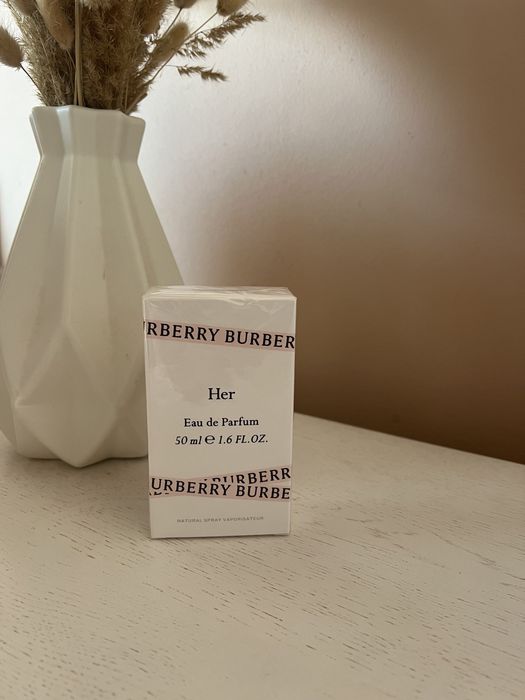 URBERRY BURBER
Her
Eau de Parfum
50 ml ℮ 1.6 FL.OZ.
BURBERR
URBERRY BURBE
NATURAL SPRAY VAPORISATEUR